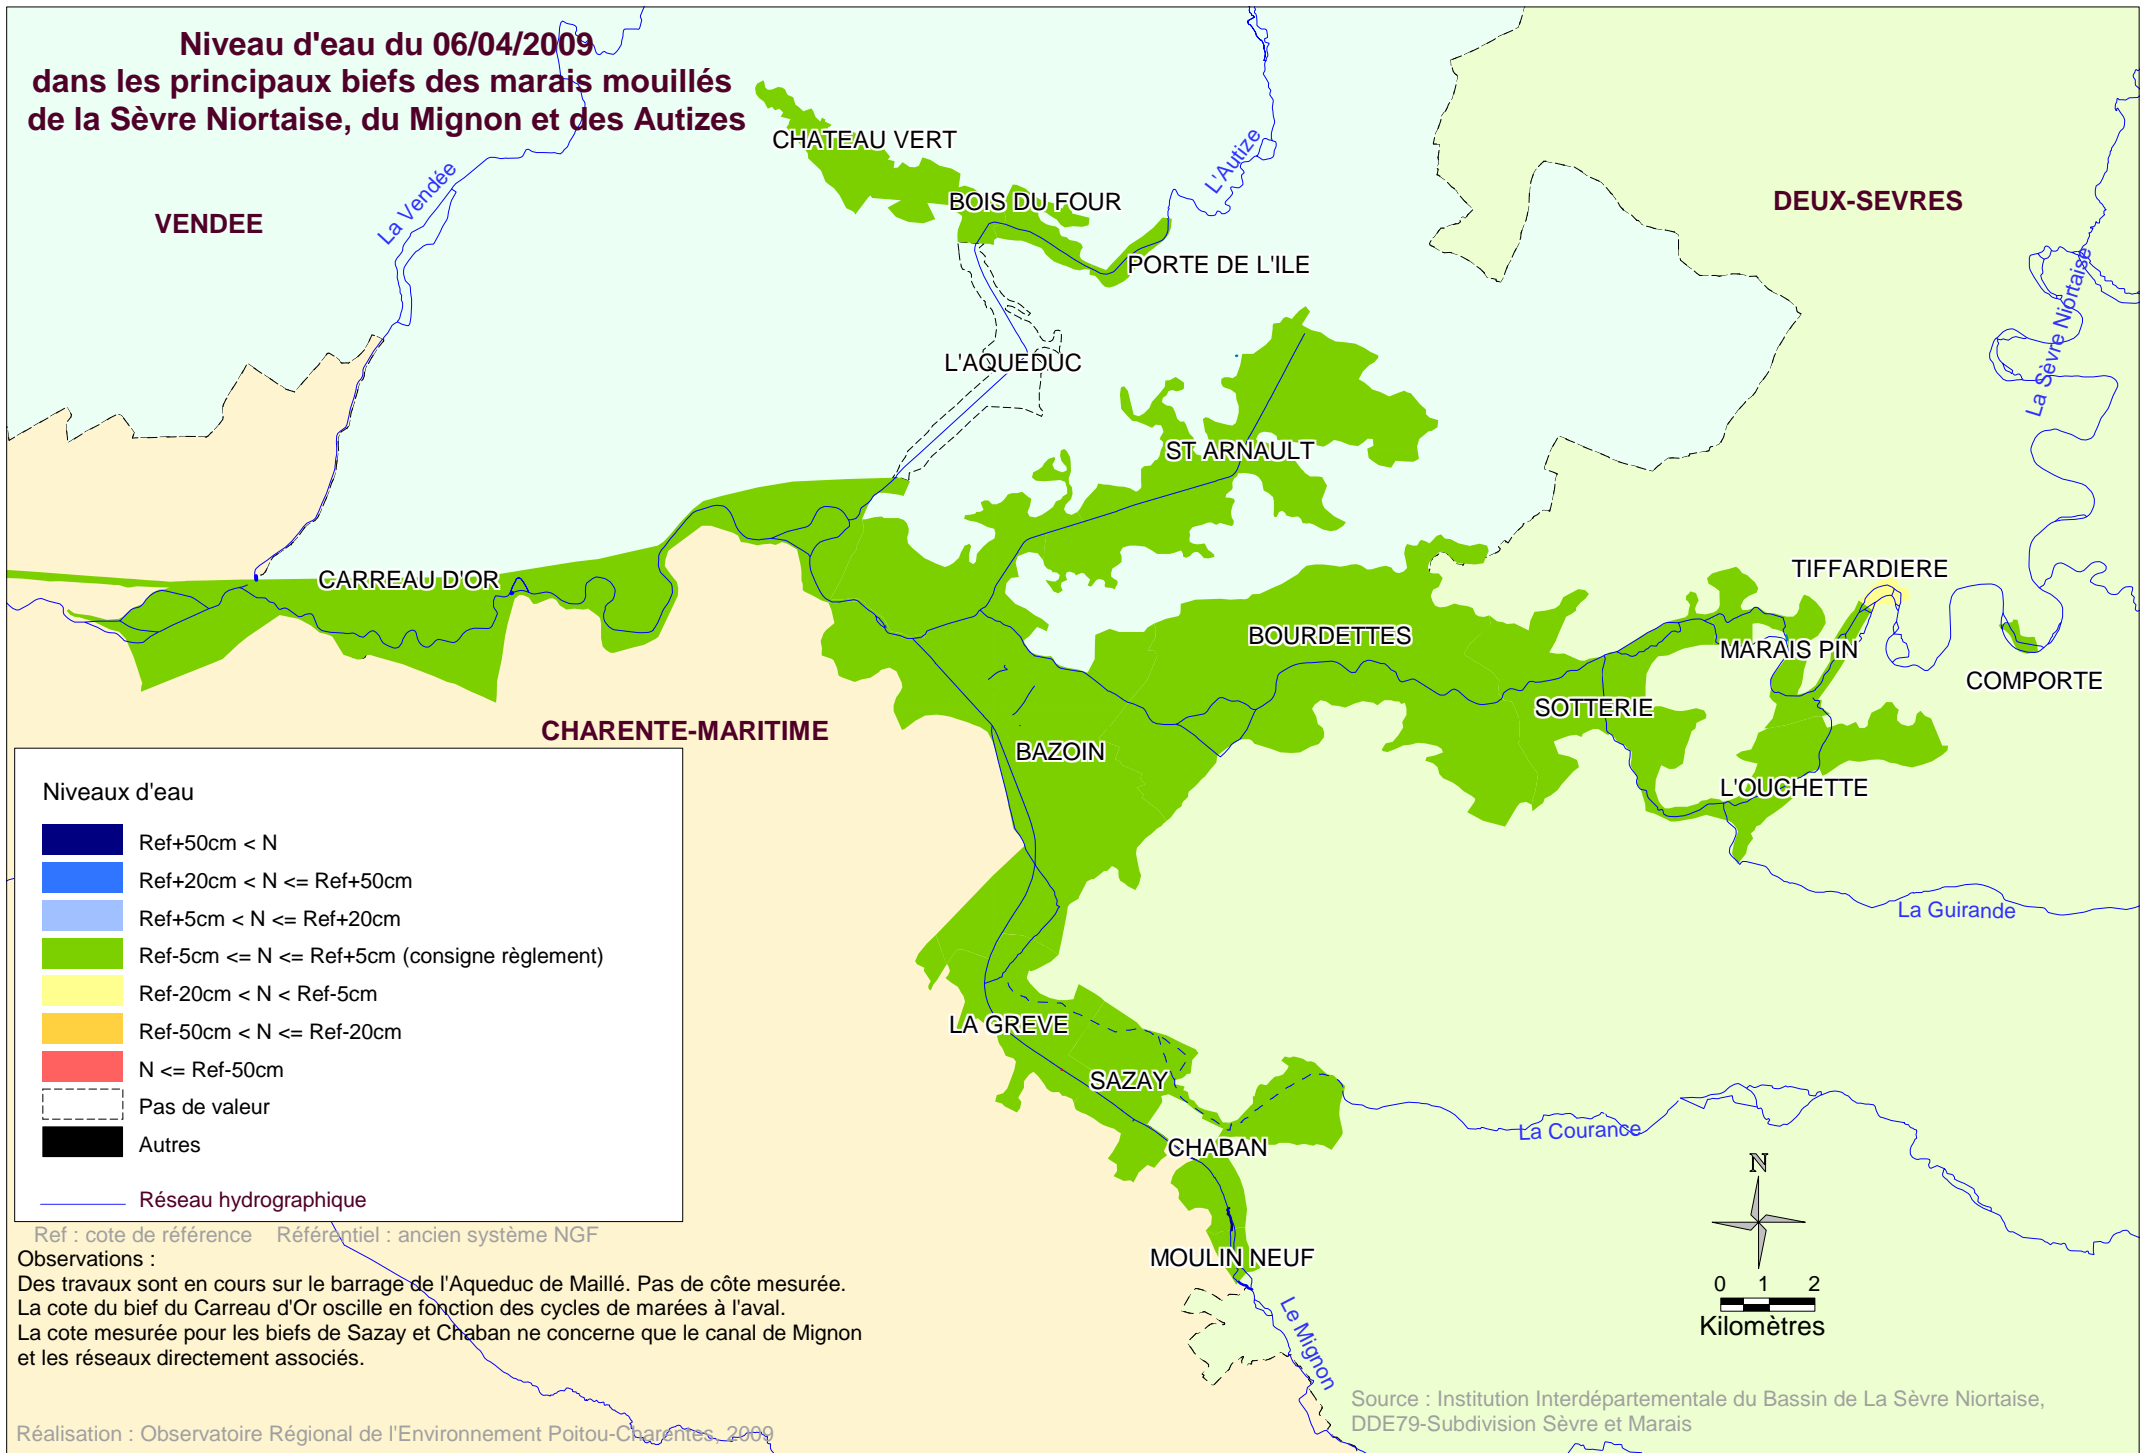 Niveau d'eau du 06/04/2009
dans les principaux biefs des marais mouillés
de la Sèvre Niortaise, du Mignon et des Autizes
CHATEAU VERT
L'Autize
La Vendée
BOIS DU FOUR
DEUX-SEVRES
VENDEE
PORTE DE L'ILE
La Sèvre Niortaise
L'AQUEDUC
ST ARNAULT
TIFFARDIERE
CARREAU D'OR
BOURDETTES
MARAIS PIN
COMPORTE
SOTTERIE
CHARENTE-MARITIME
BAZOIN
L'OUCHETTE
La Guirande
LA GREVE
SAZAY
La Courance
CHABAN
MOULIN NEUF
Le Mignon
Niveaux d'eau
Ref+50cm < N
Ref+20cm < N <= Ref+50cm
Ref+5cm < N <= Ref+20cm
Ref-5cm <= N <= Ref+5cm (consigne règlement)
Ref-20cm < N < Ref-5cm
Ref-50cm < N <= Ref-20cm
N <= Ref-50cm
Pas de valeur
Autres
Réseau hydrographique
Ref : cote de référence Référentiel : ancien système NGF
Observations :
Des travaux sont en cours sur le barrage de l'Aqueduc de Maillé. Pas de côte mesurée.
La cote du bief du Carreau d'Or oscille en fonction des cycles de marées à l'aval.
La cote mesurée pour les biefs de Sazay et Chaban ne concerne que le canal de Mignon
et les réseaux directement associés.
N
0 1 2
Kilomètres
Source : Institution Interdépartementale du Bassin de La Sèvre Niortaise,
DDE79-Subdivision Sèvre et Marais
Réalisation : Observatoire Régional de l'Environnement Poitou-Charentes, 2009